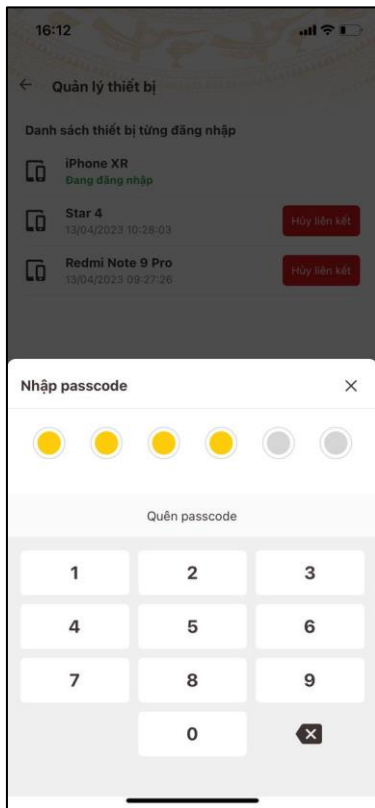 16:12
Quản lý thiết bị
Danh sách thiết bị từng đăng nhập
iPhone XR
Đang đăng nhập
Star 4
13/04/2023 10:28:03
Hủy liên kết
Redmi Note 9 Pro
13/04/2023 09:27:26
Hủy liên kết
Nhập passcode
Quên passcode
1 2 3
4 5 6
7 8 9
0